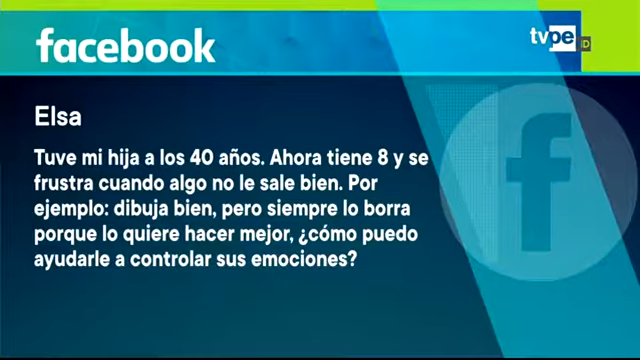 facebook
tvpe
HD
Elsa
Tuve mi hija a los 40 años. Ahora tiene 8 y se
frustra cuando algo no le sale bien. Por
ejemplo: dibuja bien, pero siempre lo borra
porque lo quiere hacer mejor, ¿cómo puedo
ayudarle a controlar sus emociones?
f